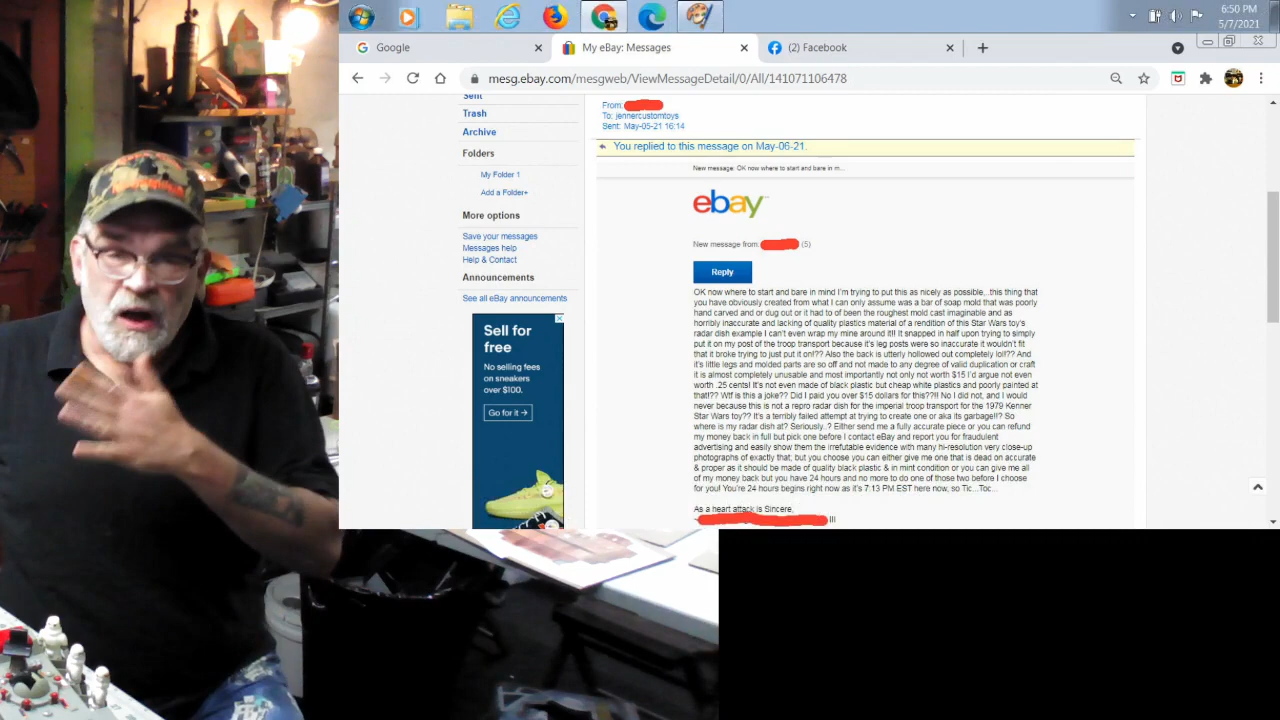 6:50 PM
5/7/2021
Google
My eBay: Messages
(2) Facebook
mesg.ebay.com/mesgweb/ViewMessageDetail/0/All/141071106478
Sent
Trash
Archive
Folders
My Folder 1
Add a Folder+
More options
Save your messages
Messages help
Help & Contact
Announcements
See all eBay announcements
Sell for
free
No selling fees
on sneakers
over $100.
Go for it →
From:
To: jennercustomtoys
Sent: May-05-21 16:14
You replied to this message on May-06-21.
New message: OK now where to start and bare in m...
ebay
New message from: (5)
Reply
OK now where to start and bare in mind I'm trying to put this as nicely as possible...this thing that
you have obviously created from what I can only assume was a bar of soap mold that was poorly
hand carved and or dug out or it had to of been the roughest mold cast imaginable and as
horribly inaccurate and lacking of quality plastics material of a rendition of this Star Wars toy's
radar dish example I can't even wrap my mine around it!! It snapped in half upon trying to simply
put it on my post of the troop transport because it's leg posts were so inaccurate it wouldn't fit
that it broke trying to just put it on!?? Also the back is utterly hollowed out completely lol!?? And
it's little legs and molded parts are so off and not made to any degree of valid duplication or craft
it is almost completely unusable and most importantly not only not worth $15 I'd argue not even
worth .25 cents! It's not even made of black plastic but cheap white plastics and poorly painted at
that!?? Wtf is this a joke?? Did I paid you over $15 dollars for this??!! No I did not, and I would
never because this is not a repro radar dish for the imperial troop transport for the 1979 Kenner
Star Wars toy?? It's a terribly failed attempt at trying to create one or aka its garbage!!? So
where is my radar dish at? Seriously..? Either send me a fully accurate piece or you can refund
my money back in full but pick one before I contact eBay and report you for fraudulent
advertising and easily show them the irrefutable evidence with many hi-resolution very close-up
photographs of exactly that; but you choose you can either give me one that is dead on accurate
& proper as it should be made of quality black plastic & in mint condition or you can give me all
of my money back but you have 24 hours and no more to do one of those two before I choose
for you! You're 24 hours begins right now as it's 7:13 PM EST here now, so Tic...Toc...
As a heart attack is Sincere,
III